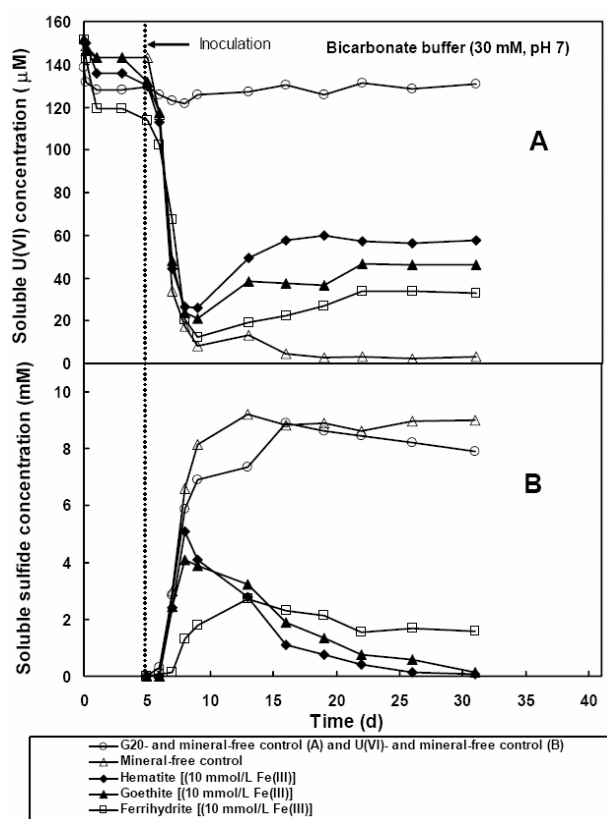 160
140
120
100
80
60
40
20
0
Soluble U(VI) concentration ( μM)
Inoculation
Bicarbonate buffer (30 mM, pH 7)
A
10
8
6
4
2
0
Soluble sulfide concentration (mM)
B
0 5 10 15 20 25 30 35
Time (d)
G20- and mineral-free control (A) and U(VI)- and mineral-free control (B)
Mineral-free control
Hematite [(10 mmol/L Fe(III)]
Goethite [(10 mmol/L Fe(III)]
Ferrihydrite [(10 mmol/L Fe(III)]